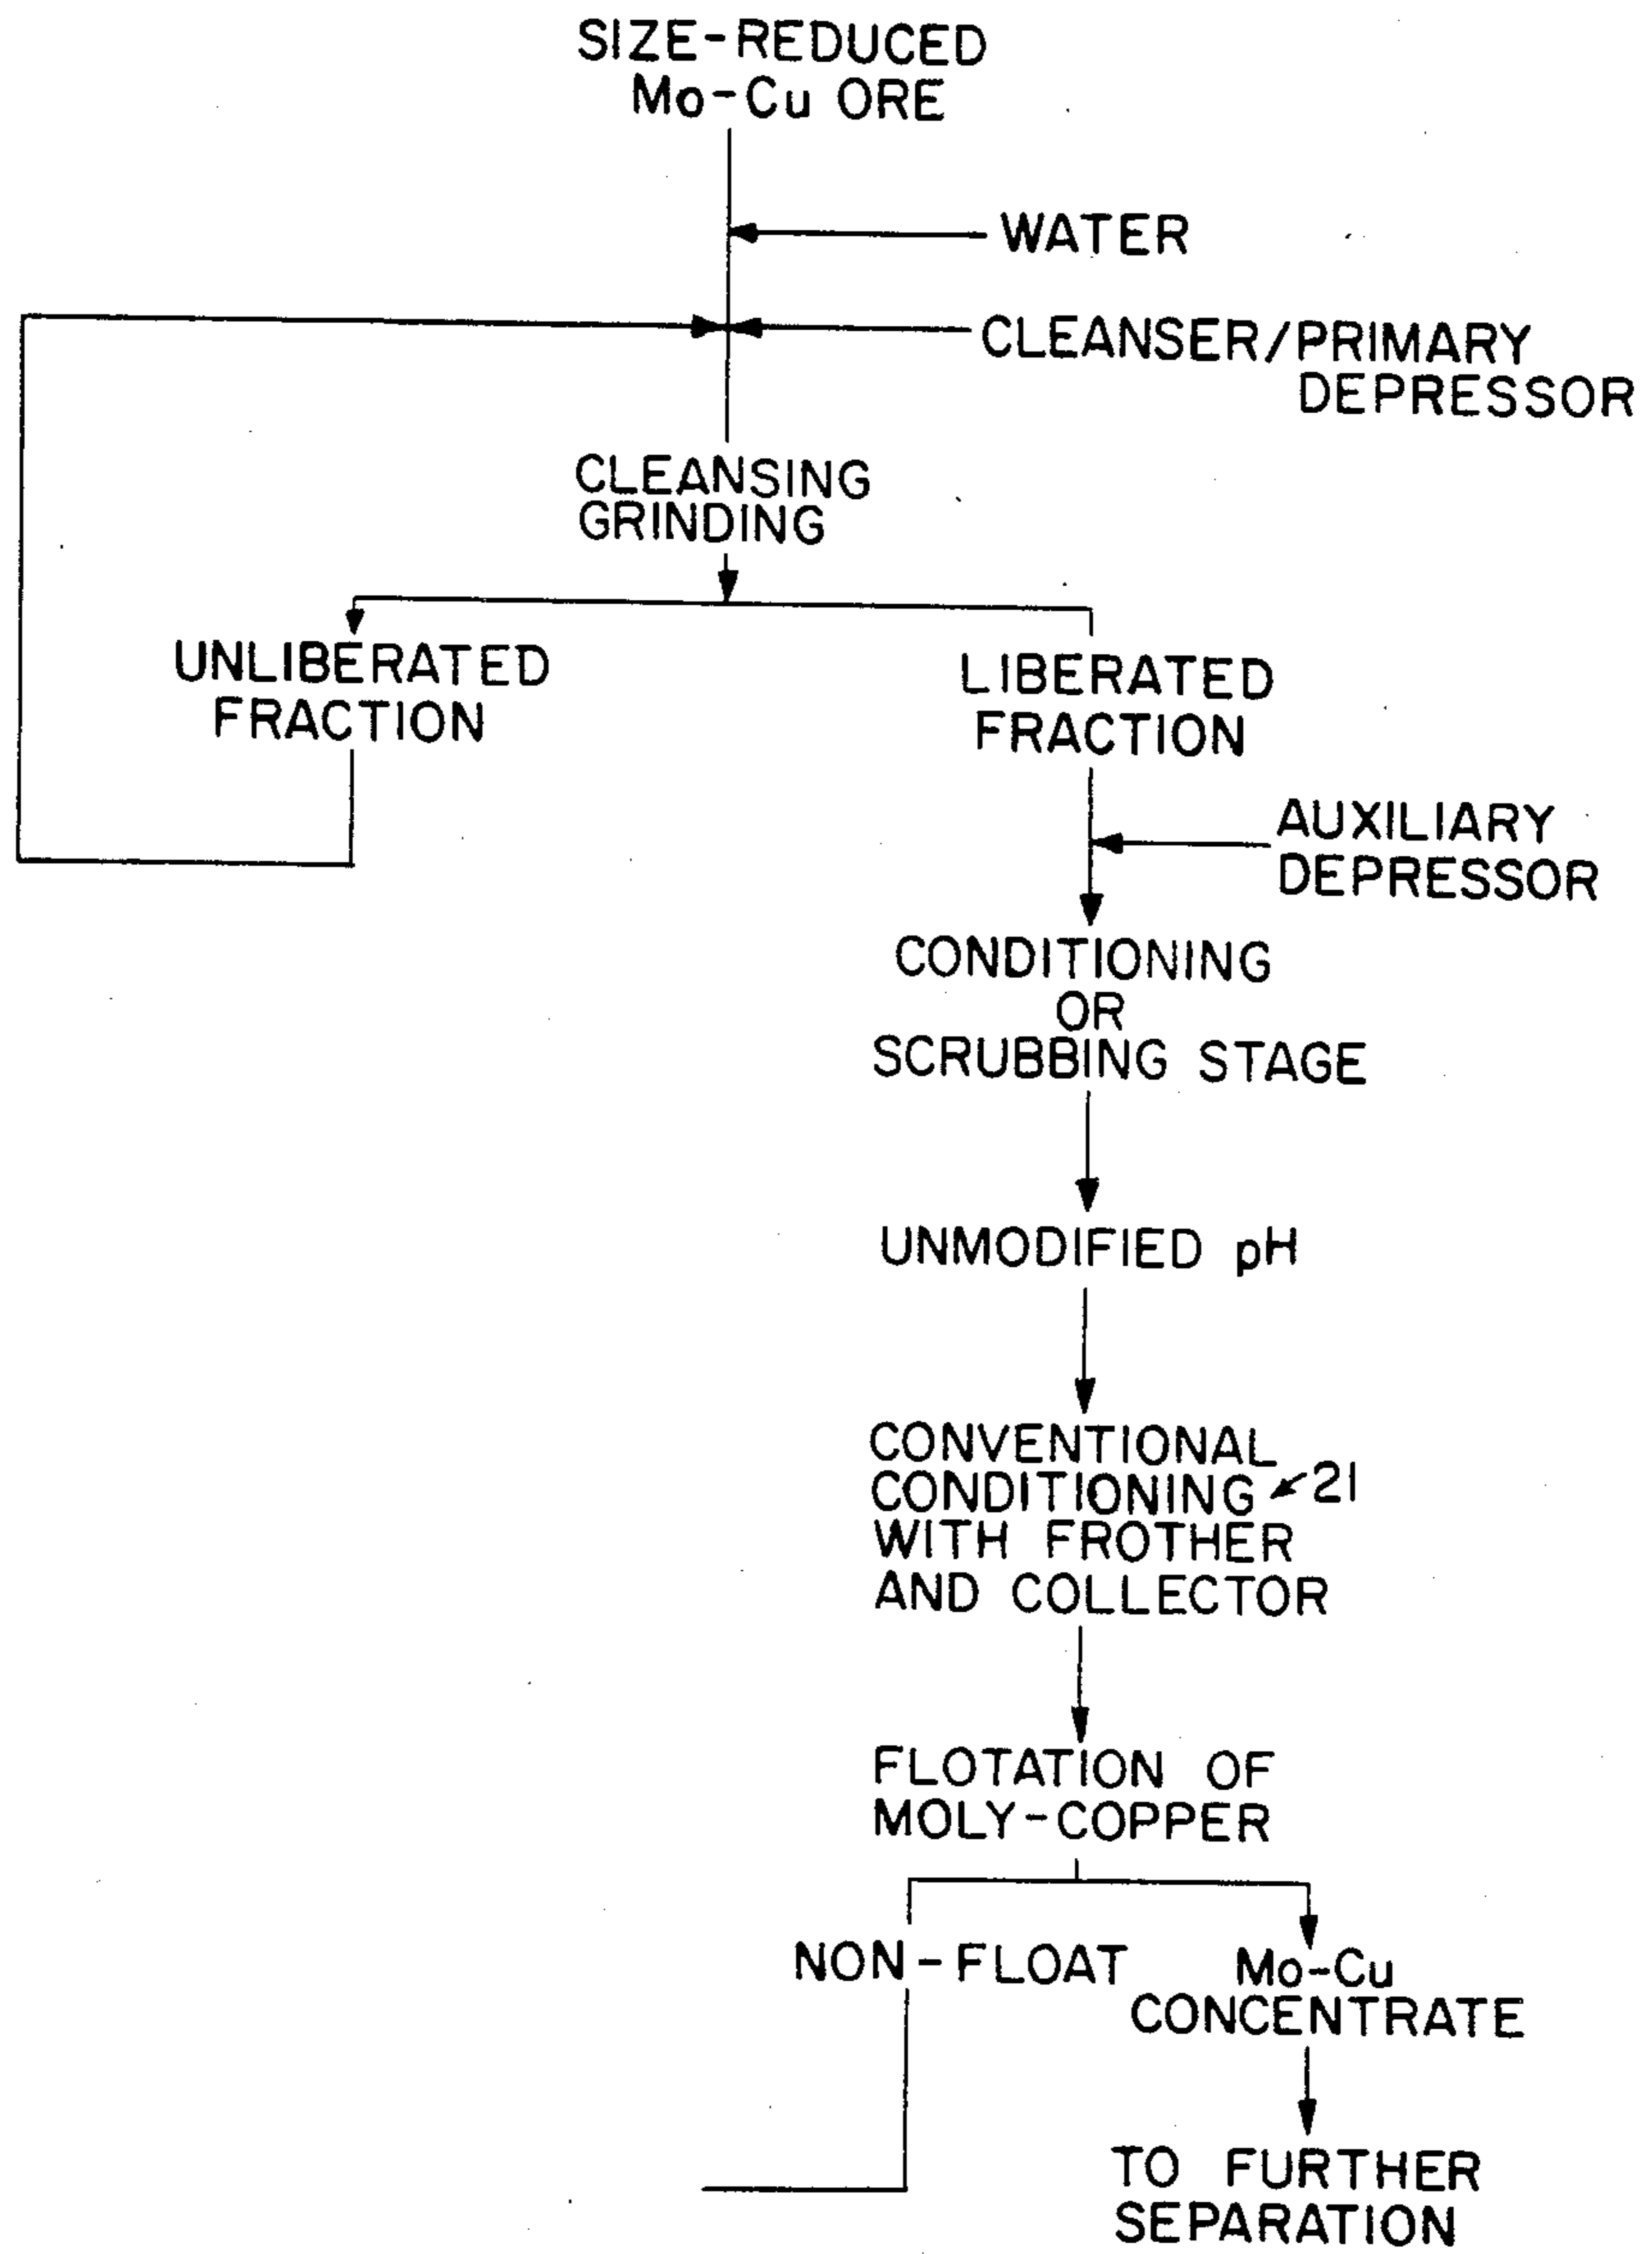 SIZE-REDUCED
Mo-Cu ORE
WATER
CLEANSER/PRIMARY
DEPRESSOR
CLEANSING
GRINDING
UNLIBERATED
FRACTION
LIBERATED
FRACTION
AUXILIARY
DEPRESSOR
CONDITIONING
OR
SCRUBBING STAGE
UNMODIFIED pH
CONVENTIONAL
CONDITIONING 21
WITH FROTHER
AND COLLECTOR
FLOTATION OF
MOLY-COPPER
NON-FLOAT
Mo-Cu
CONCENTRATE
TO FURTHER
SEPARATION